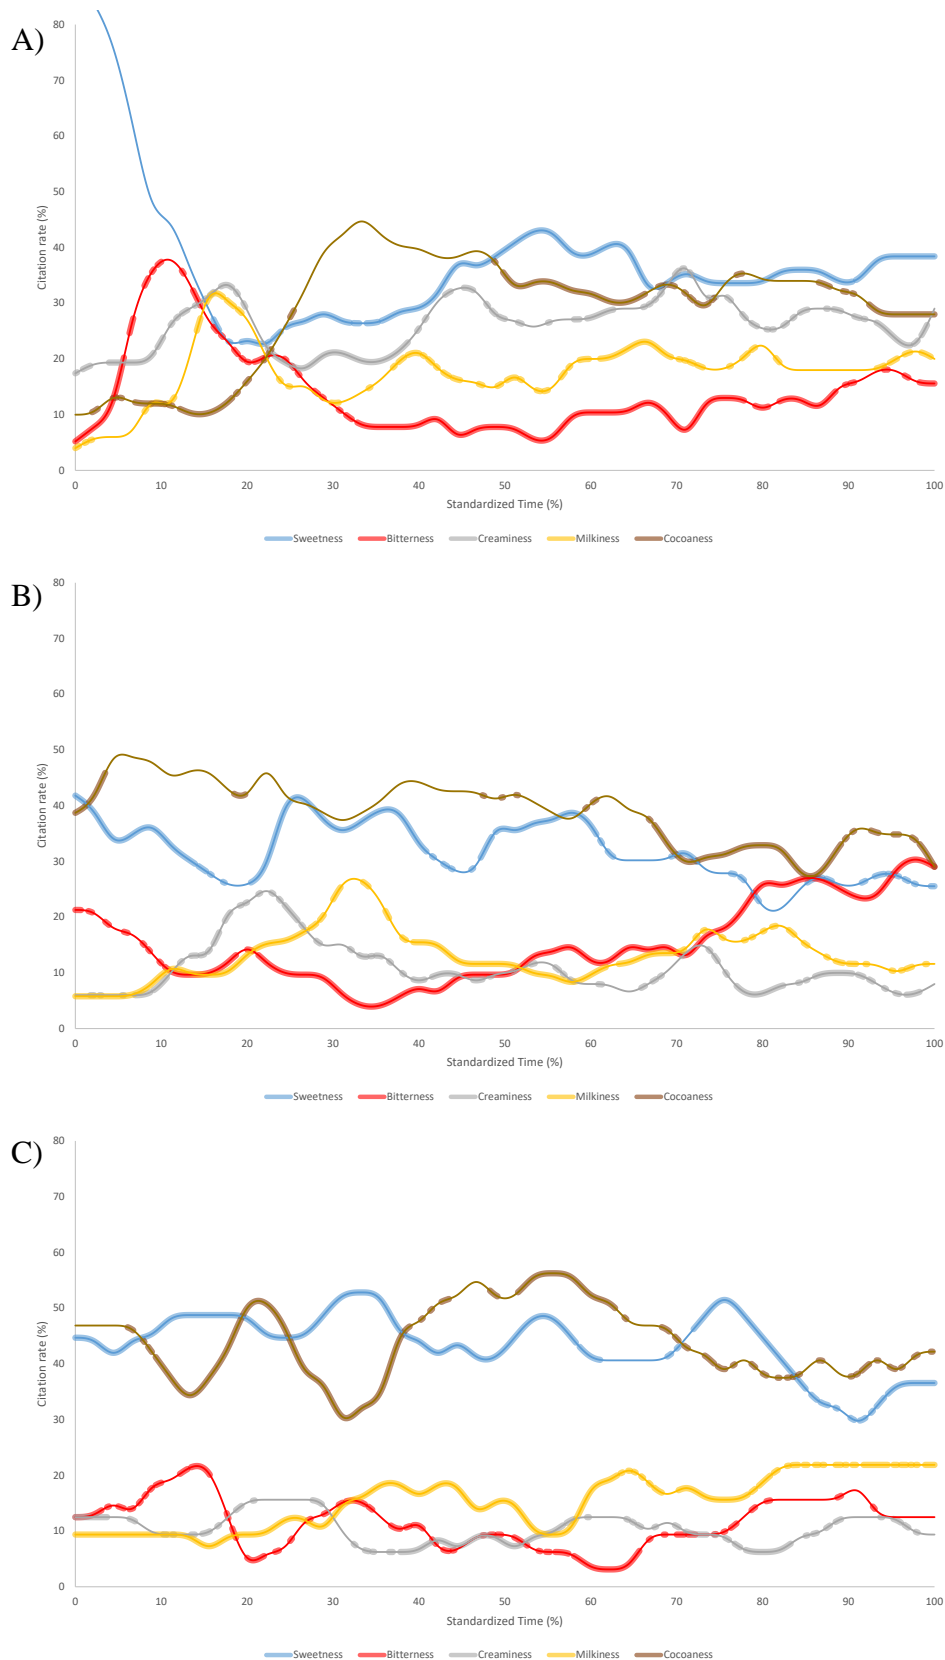 A)
80
70
60
50
40
30
20
10
0
Citation rate (%)
0 10 20 30 40 50 60 70 80 90 100
Standardized Time (%)
Sweetness Bitterness Creaminess Milkiness Cocoaness
B)
80
70
60
50
40
30
20
10
0
Citation rate (%)
0 10 20 30 40 50 60 70 80 90 100
Standardized Time (%)
Sweetness Bitterness Creaminess Milkiness Cocoaness
C)
80
70
60
50
40
30
20
10
0
Citation rate (%)
0 10 20 30 40 50 60 70 80 90 100
Standardized Time (%)
Sweetness Bitterness Creaminess Milkiness Cocoaness